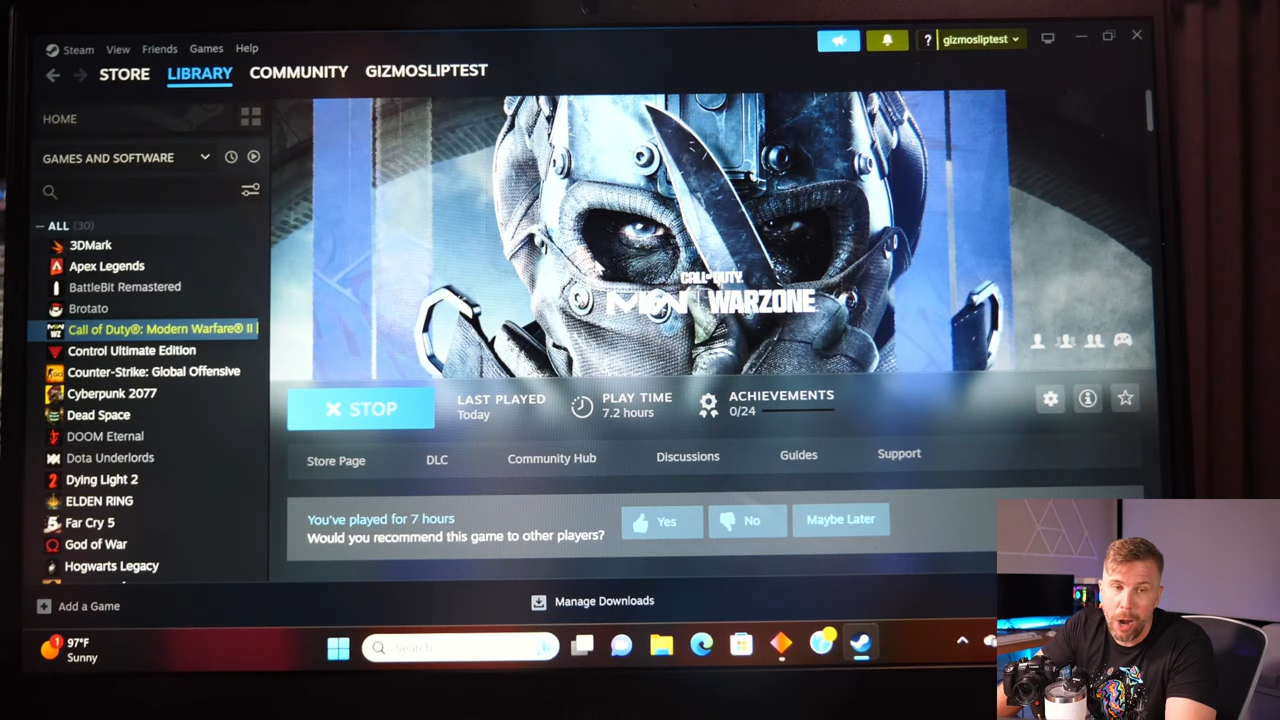 Steam View Friends Games Help
? gizmosliptest
STORE LIBRARY COMMUNITY GIZMOSLIPTEST
HOME
GAMES AND SOFTWARE
ALL (30)
3DMark
Apex Legends
BattleBit Remastered
Brotato
Call of Duty®: Modern Warfare® II |
Control Ultimate Edition
Counter-Strike: Global Offensive
Cyberpunk 2077
Dead Space
DOOM Eternal
Dota Underlords
Dying Light 2
ELDEN RING
Far Cry 5
God of War
Hogwarts Legacy
CALL OF DUTY
MWII WARZONE
X STOP
LAST PLAYED
Today
PLAY TIME
7.2 hours
ACHIEVEMENTS
0/24
Store Page DLC Community Hub Discussions Guides Support
You've played for 7 hours
Would you recommend this game to other players?
Yes No Maybe Later
Add a Game
Manage Downloads
1
97°F
Sunny
Search